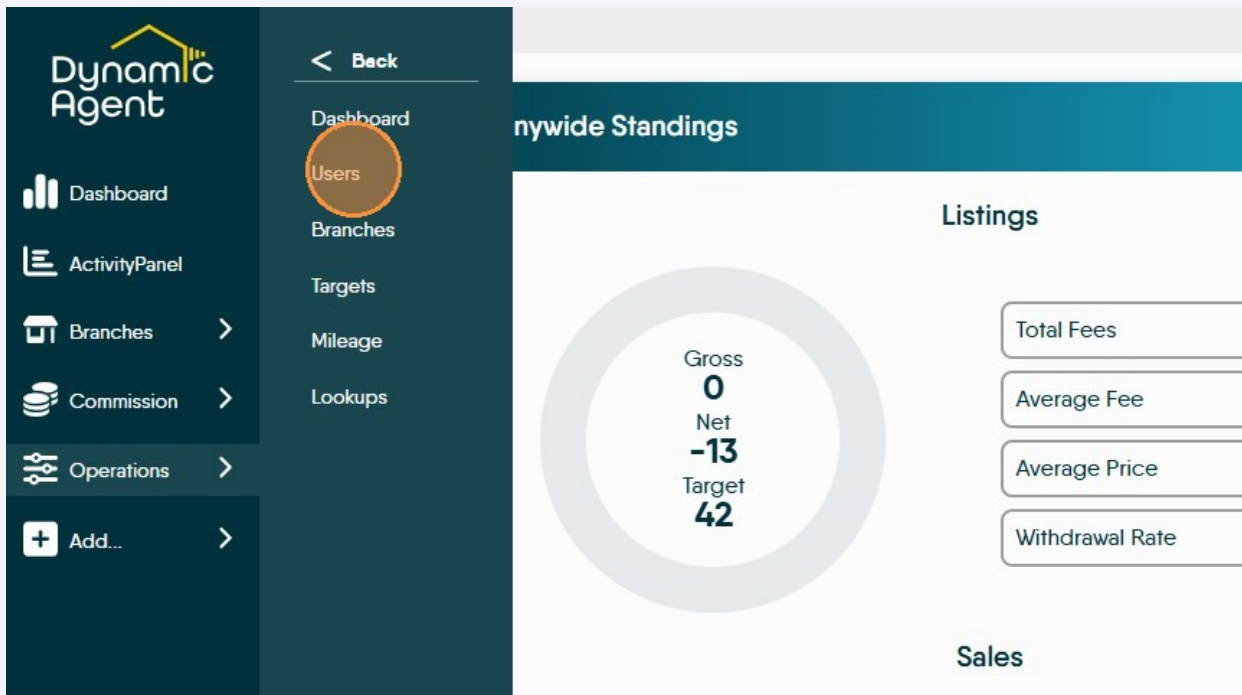 Dynamic
Agent
Dashboard
ActivityPanel
Branches
Commission
Operations
Add...
< Back
Dashboard
Users
Branches
Targets
Mileage
Lookups
nywide Standings
Listings
Gross
0
Net
-13
Target
42
Total Fees
Average Fee
Average Price
Withdrawal Rate
Sales